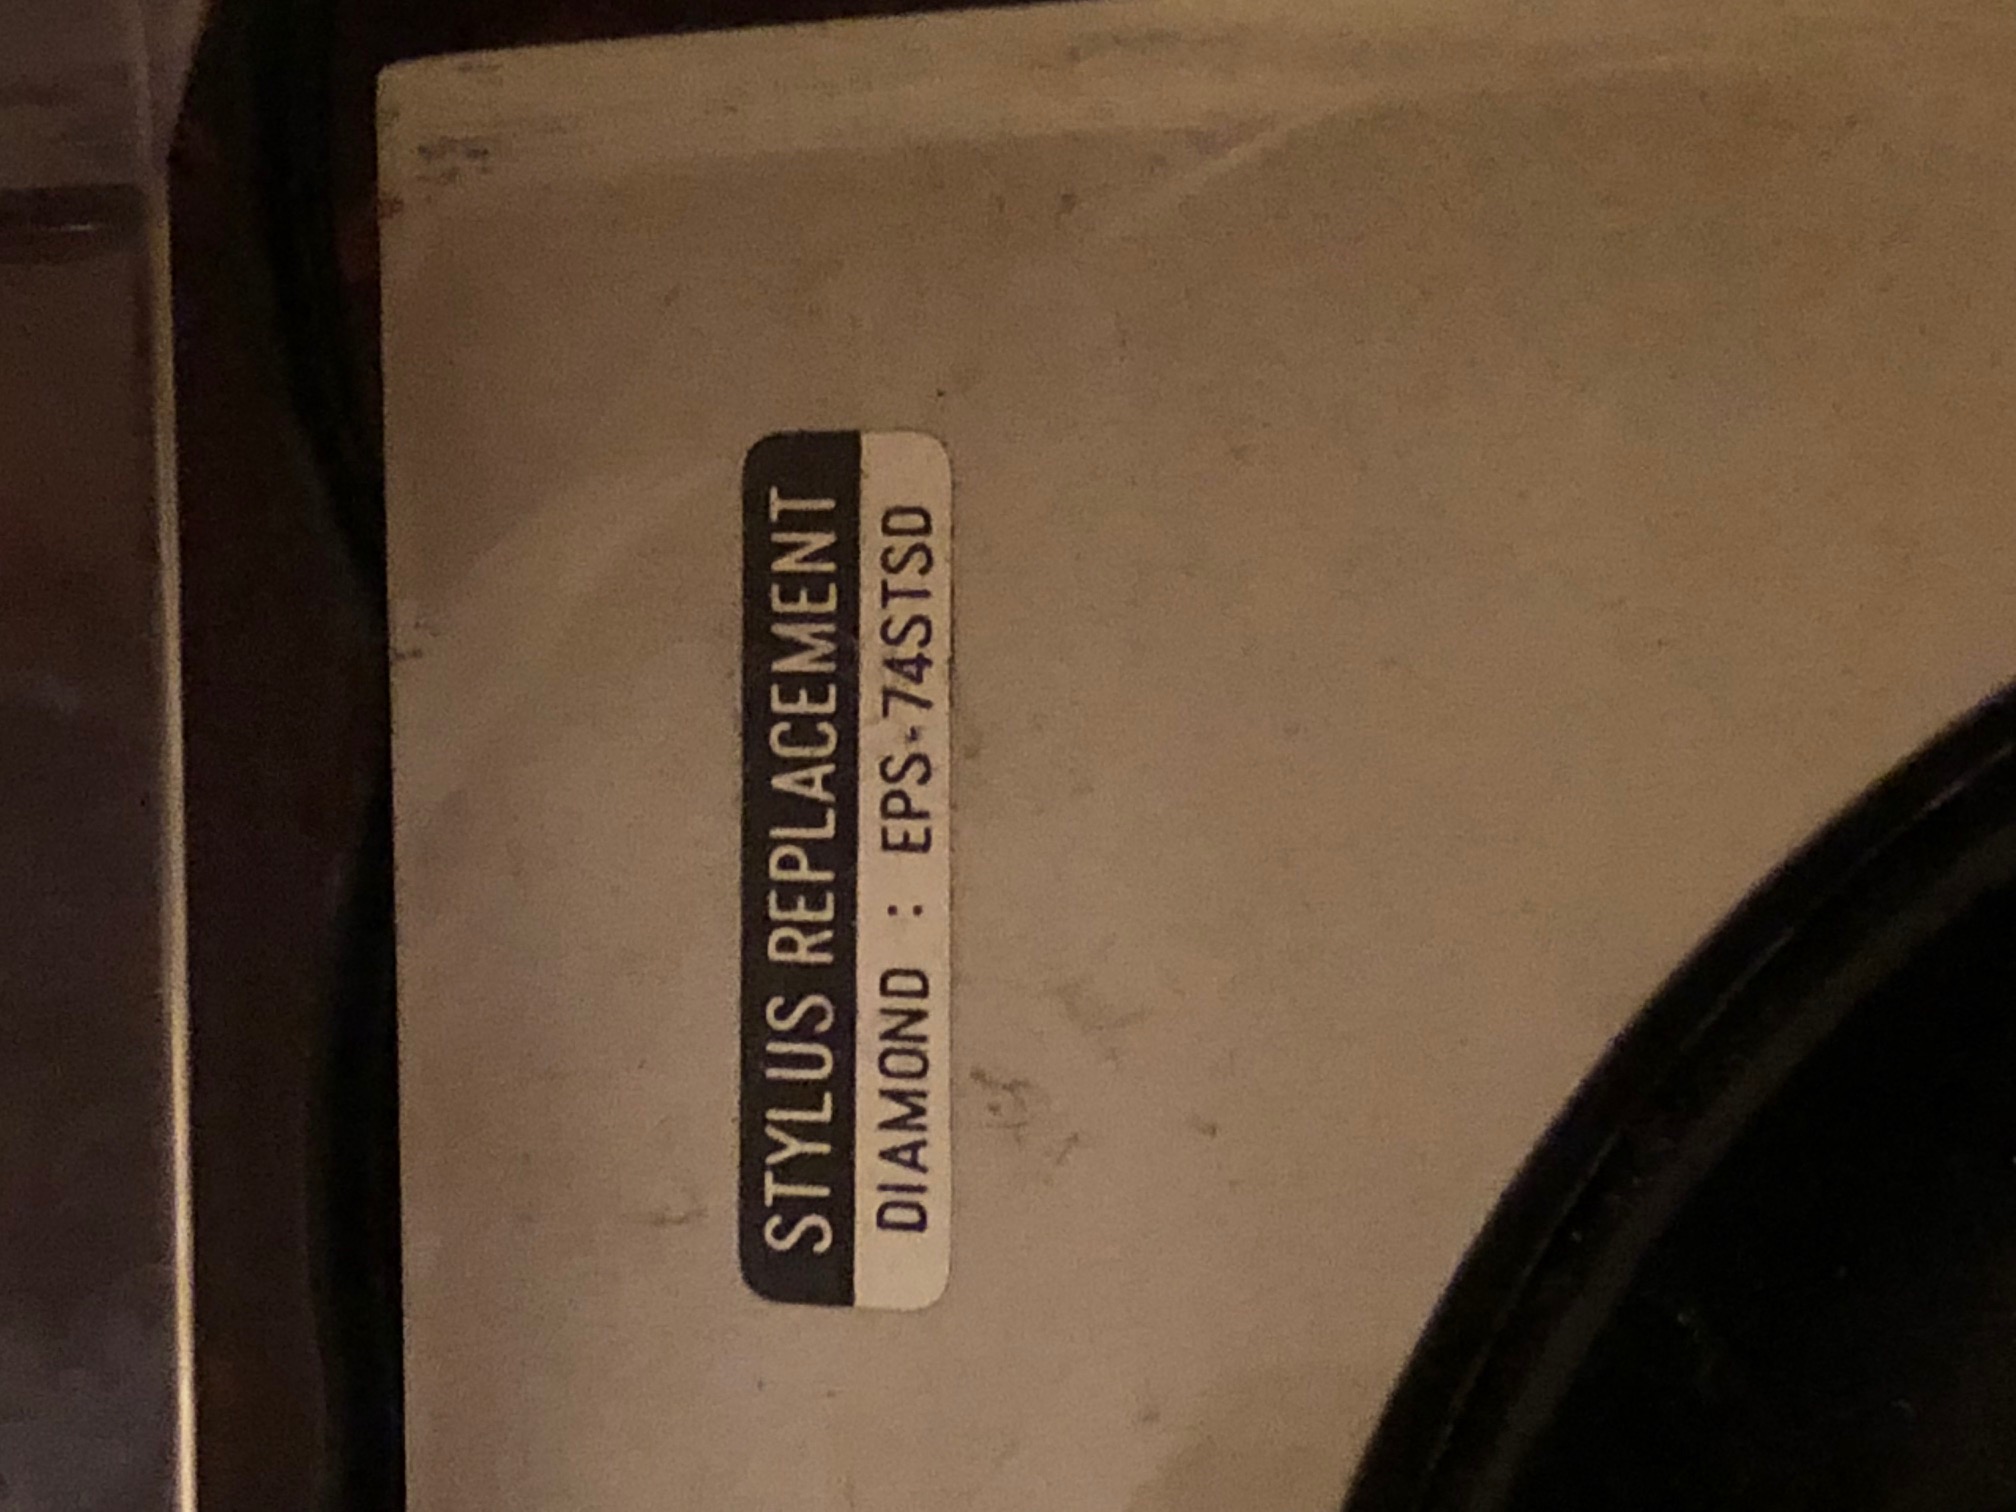 STYLUS REPLACEMENT
DIAMOND : EPS-74STSD